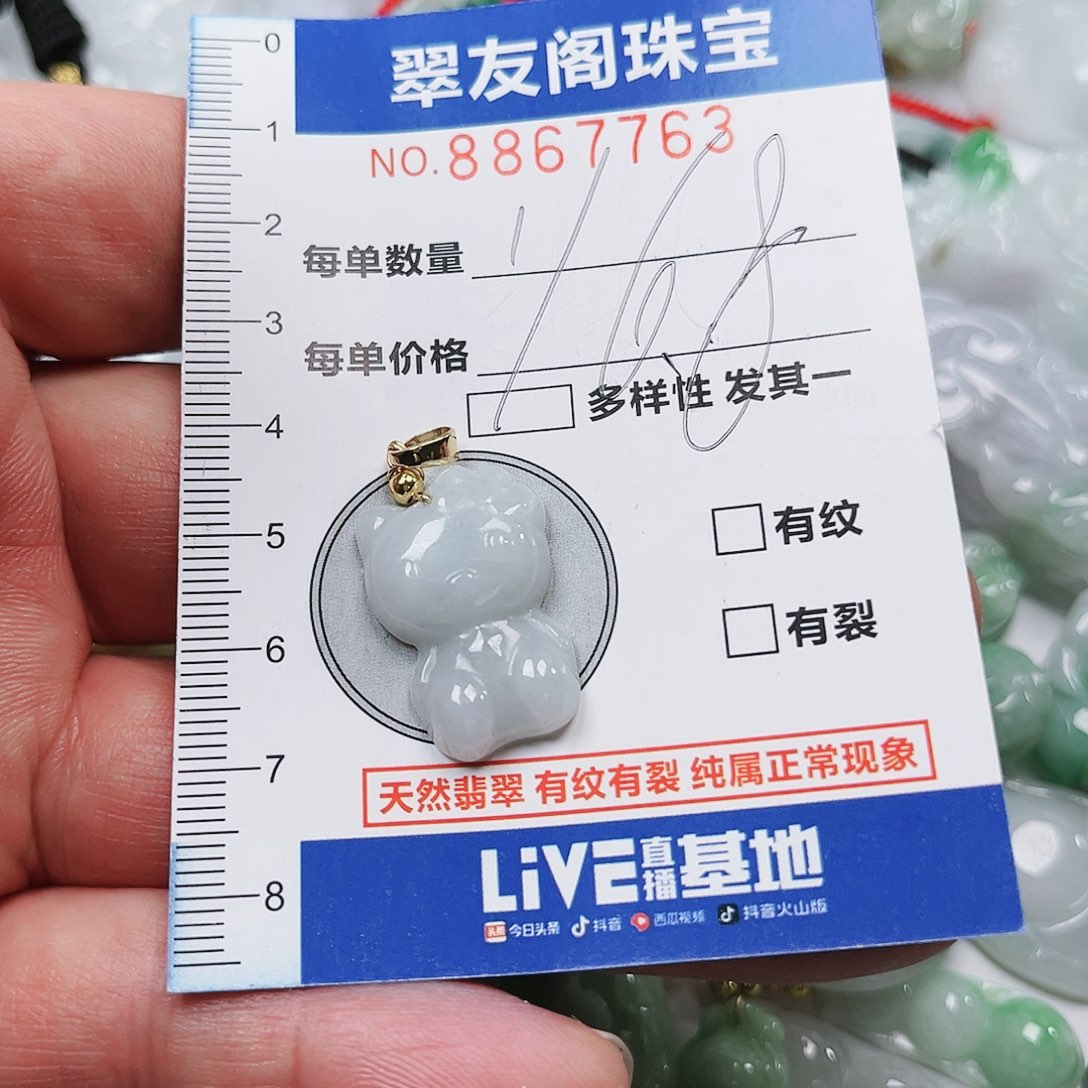 翠友阁珠宝
NO.8867763
每单数量
每单价格
168
多样性 发其一
有纹
有裂
天然翡翠 有纹有裂 纯属正常现象
LiVE直播基地
头条 今日头条 抖音 西瓜视频 抖音火山版
0
1
2
3
4
5
6
7
8